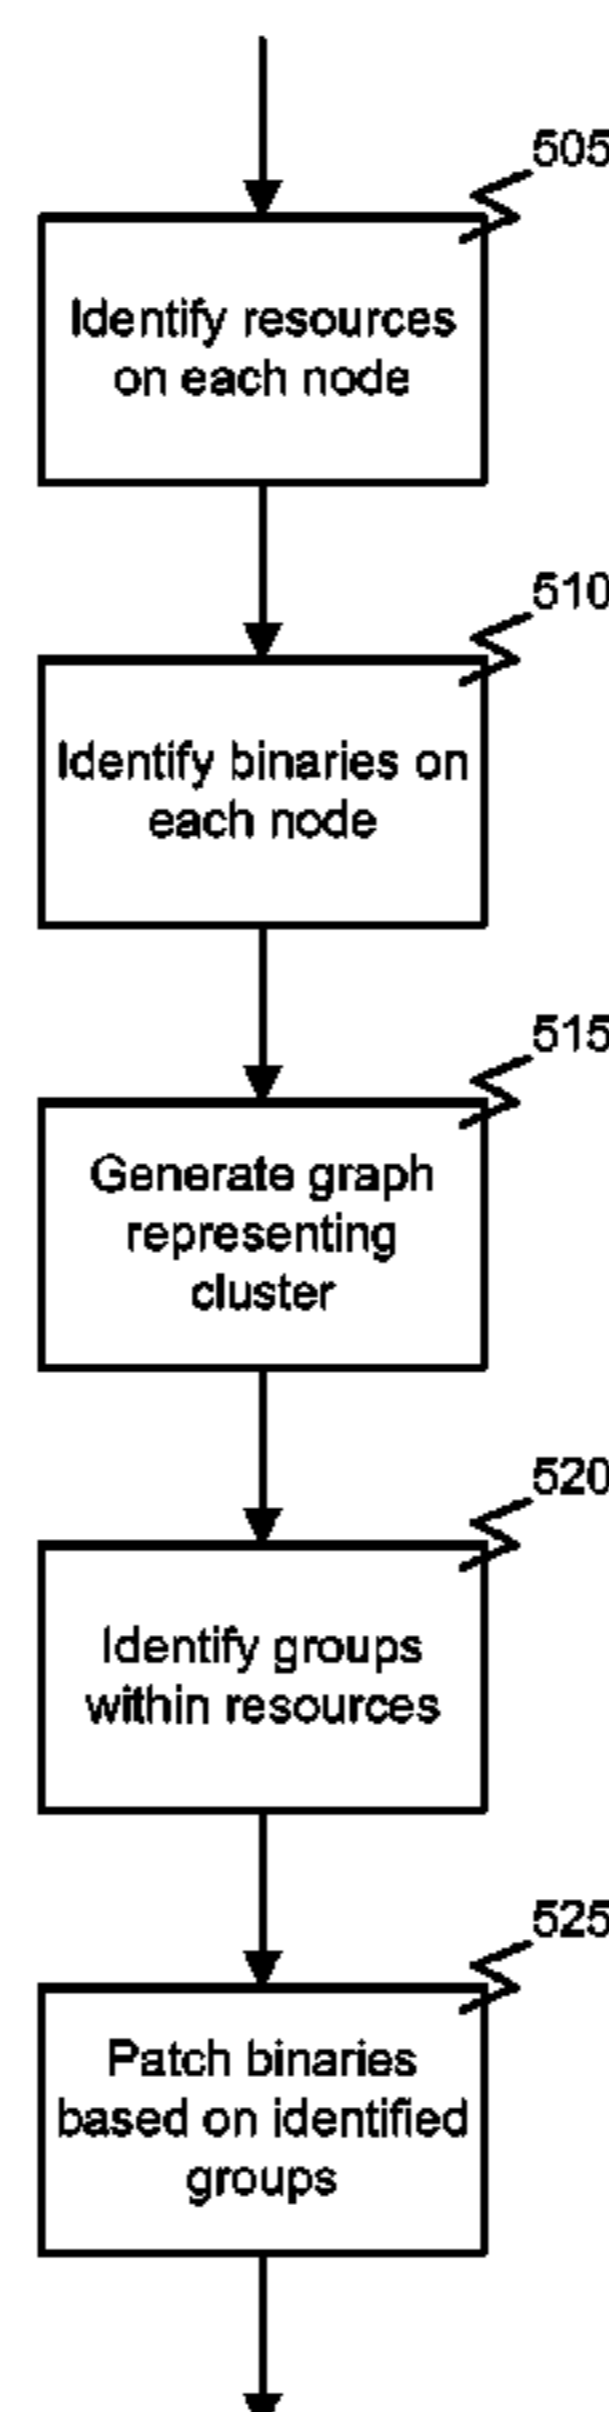 505
Identify resources
on each node
510
Identify binaries on
each node
515
Generate graph
representing
cluster
520
Identify groups
within resources
525
Patch binaries
based on identified
groups